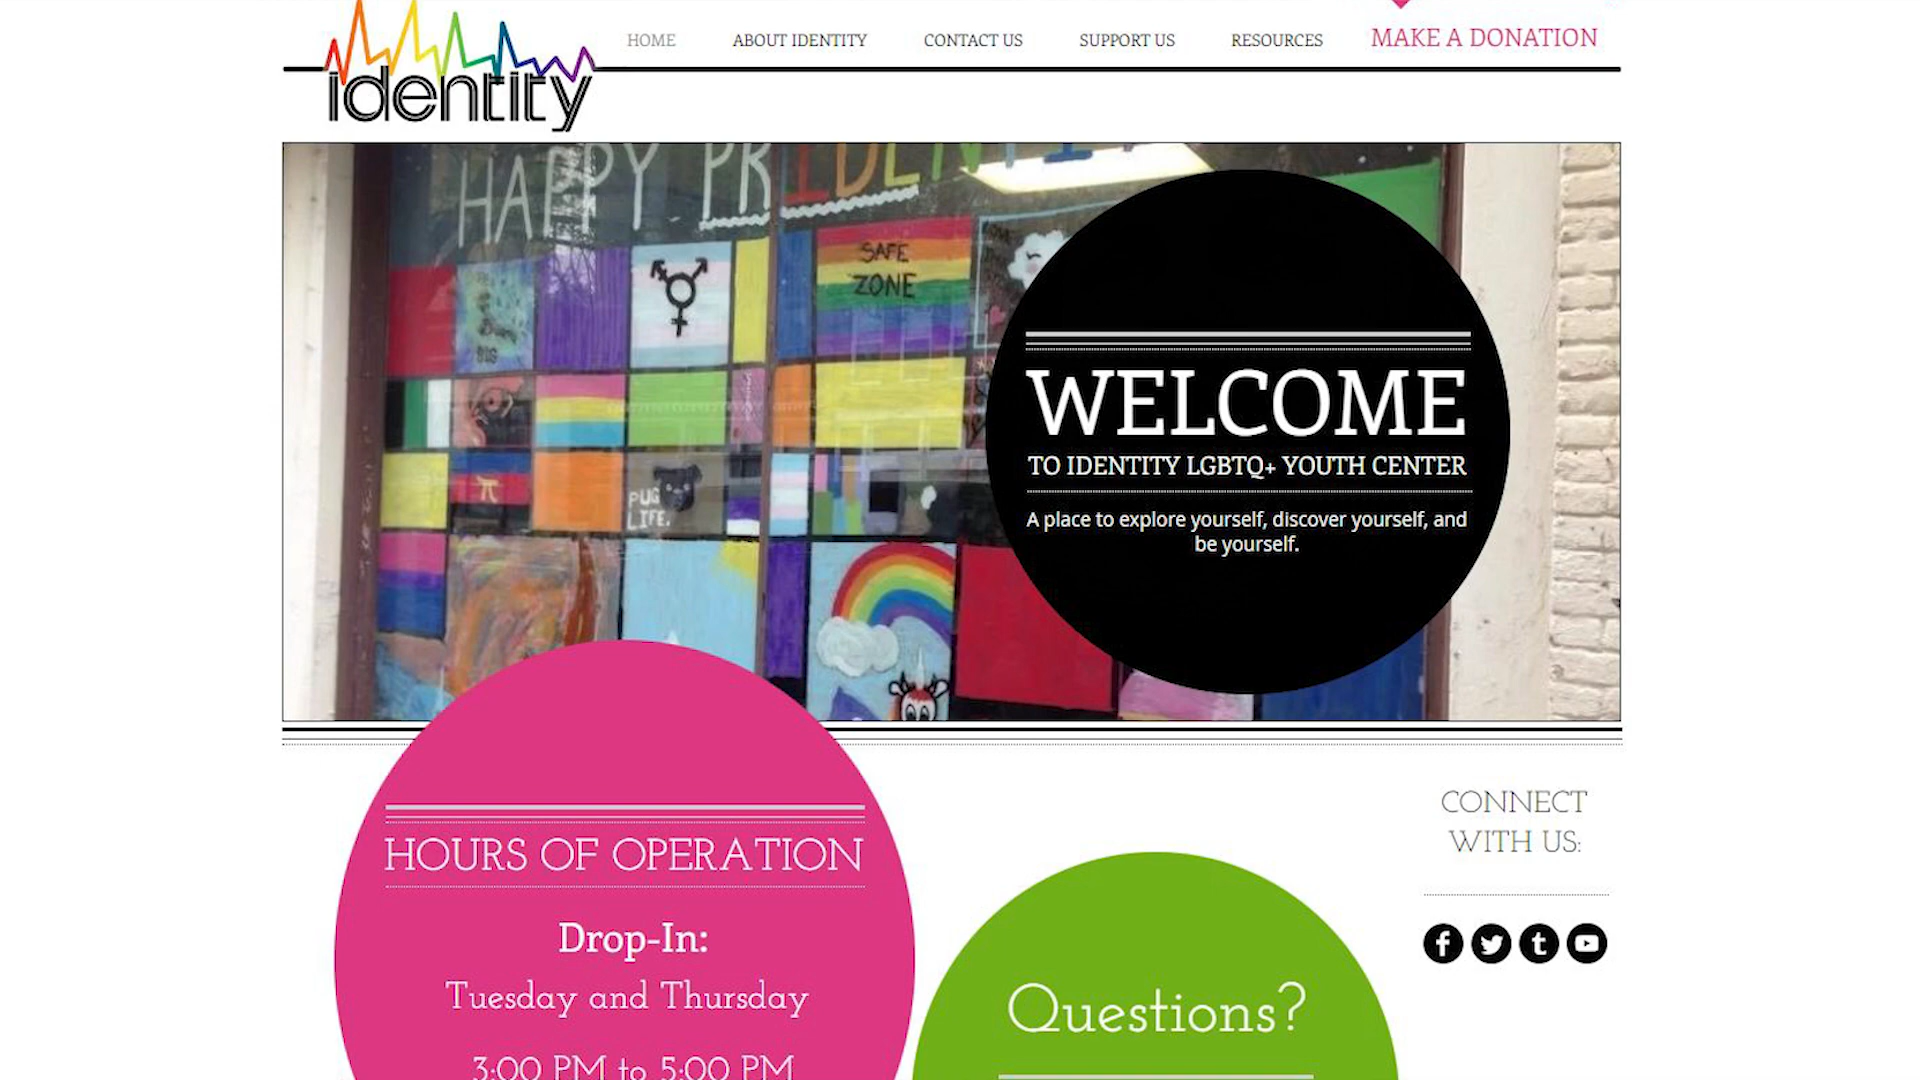 identity
HOME
ABOUT IDENTITY
CONTACT US
SUPPORT US
RESOURCES
MAKE A DONATION
HAPPY PRIDENTITY
SAFE
ZONE
PUG
LIFE.
WELCOME
TO IDENTITY LGBTQ+ YOUTH CENTER
A place to explore yourself, discover yourself, and
be yourself.
HOURS OF OPERATION
Drop-In:
Tuesday and Thursday
3:00 PM to 5:00 PM
Questions?
CONNECT
WITH US: